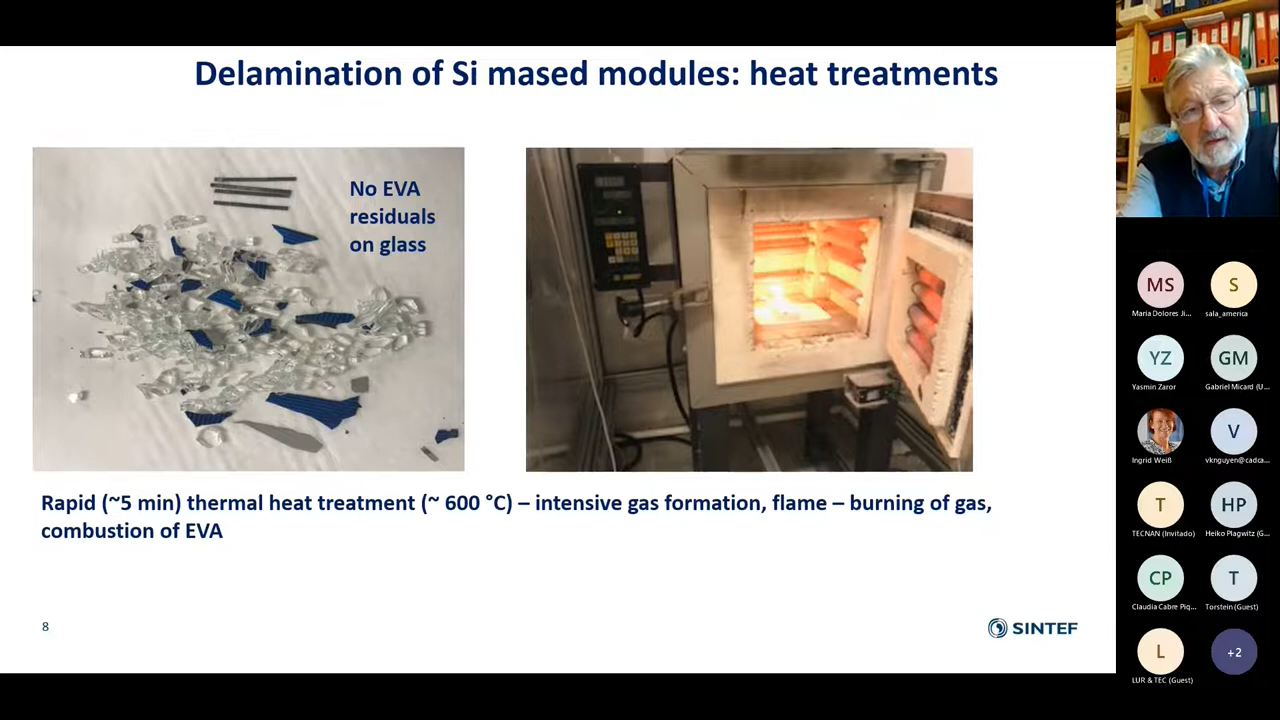 Delamination of Si mased modules: heat treatments
No EVA
residuals
on glass
Rapid (~5 min) thermal heat treatment (~ 600 °C) – intensive gas formation, flame – burning of gas,
combustion of EVA
8
SINTEF
MS
Maria Dolores Ji...
S
sala_america
YZ
Yasmin Zaror
GM
Gabriel Micard (U...
Ingrid Weiß
V
vknguyen@cadca...
T
TECNAN (Invitado)
HP
Heiko Plagwitz (G...
CP
Claudia Cabre Piq...
T
Torstein (Guest)
L
LUR & TEC (Guest)
+2